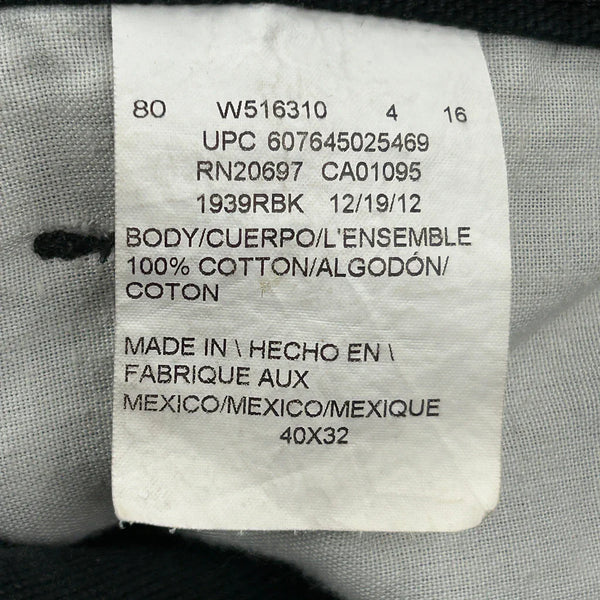 80 W516310 4 16
UPC 607645025469
RN20697 CA01095
1939RBK 12/19/12
BODY/CUERPO/L'ENSEMBLE
100% COTTON/ALGODÓN/
COTON
MADE IN \ HECHO EN \
FABRIQUE AUX
MEXICO/MEXICO/MEXIQUE
40X32